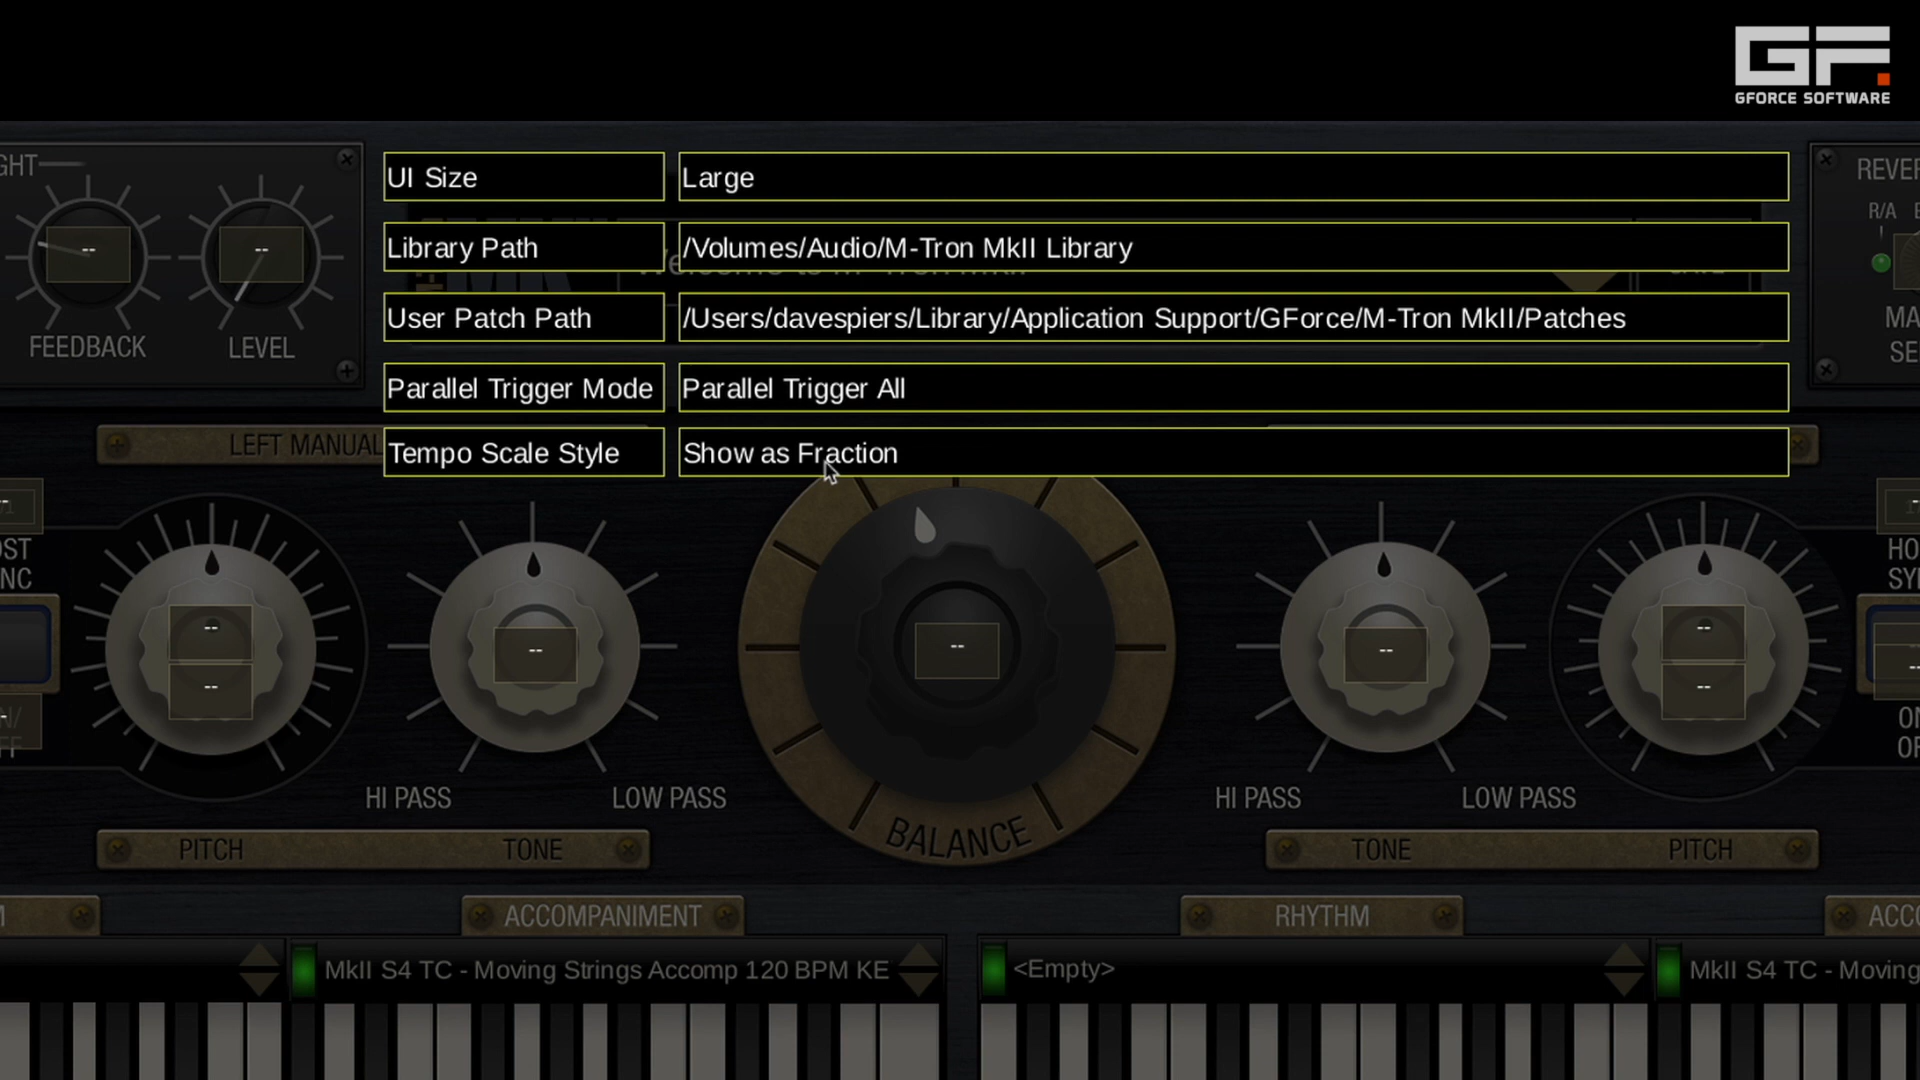 GF.
GFORCE SOFTWARE
UI Size
Large
Library Path
/Volumes/Audio/M-Tron MkII Library
User Patch Path
/Users/davespiers/Library/Application Support/GForce/M-Tron MkII/Patches
Parallel Trigger Mode
Parallel Trigger All
Tempo Scale Style
Show as Fraction
FEEDBACK
LEVEL
R/A
LEFT MANUAL
HI PASS
LOW PASS
BALANCE
HI PASS
LOW PASS
PITCH
TONE
TONE
PITCH
ACCOMPANIMENT
RHYTHM
MkII S4 TC - Moving Strings Accomp 120 BPM KE
<Empty>
MkII S4 TC - Moving